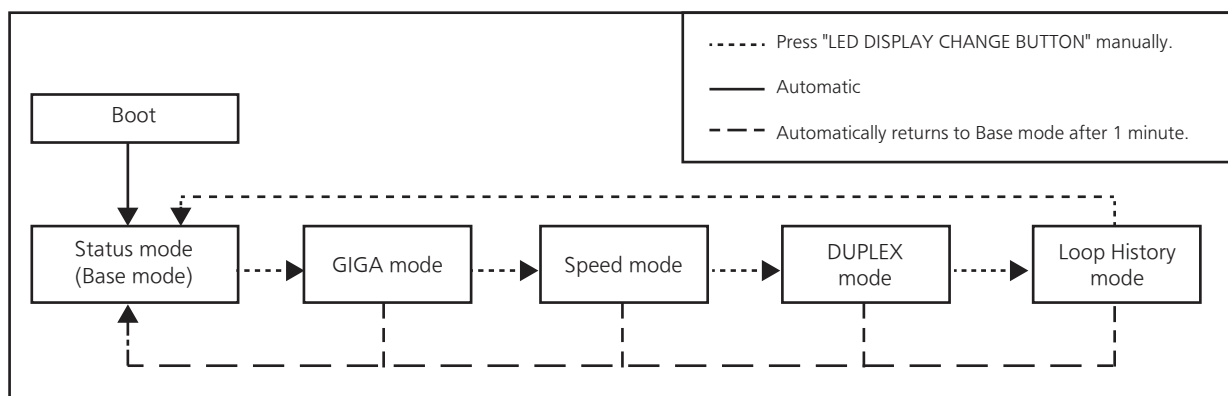 Press "LED DISPLAY CHANGE BUTTON" manually.
Automatic
Automatically returns to Base mode after 1 minute.
Boot
Status mode
(Base mode)
GIGA mode
Speed mode
DUPLEX
mode
Loop History
mode